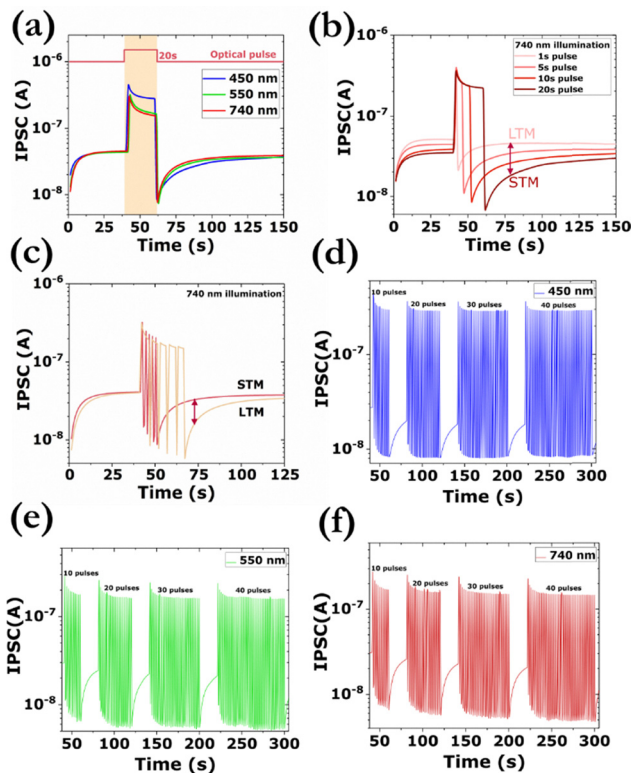 (a)
IPSC (A)
10⁻⁶
10⁻⁷
10⁻⁸
20s
Optical pulse
450 nm
550 nm
740 nm
0 25 50 75 100 125 150
Time (s)
(b)
IPSC (A)
10⁻⁶
10⁻⁷
10⁻⁸
740 nm illumination
1s pulse
5s pulse
10s pulse
20s pulse
LTM
STM
0 25 50 75 100 125 150
Time (s)
(c)
IPSC (A)
10⁻⁶
10⁻⁷
10⁻⁸
740 nm illumination
STM
LTM
0 25 50 75 100 125
Time (s)
(d)
IPSC(A)
10⁻⁷
10⁻⁸
10 pulses
450 nm
20 pulses
30 pulses
40 pulses
50 100 150 200 250 300
Time (s)
(e)
IPSC(A)
10⁻⁷
10⁻⁸
10 pulses
550 nm
20 pulses
30 pulses
40 pulses
50 100 150 200 250 300
Time (s)
(f)
IPSC(A)
10⁻⁷
10⁻⁸
10 pulses
740 nm
20 pulses
30 pulses
40 pulses
50 100 150 200 250 300
Time (s)